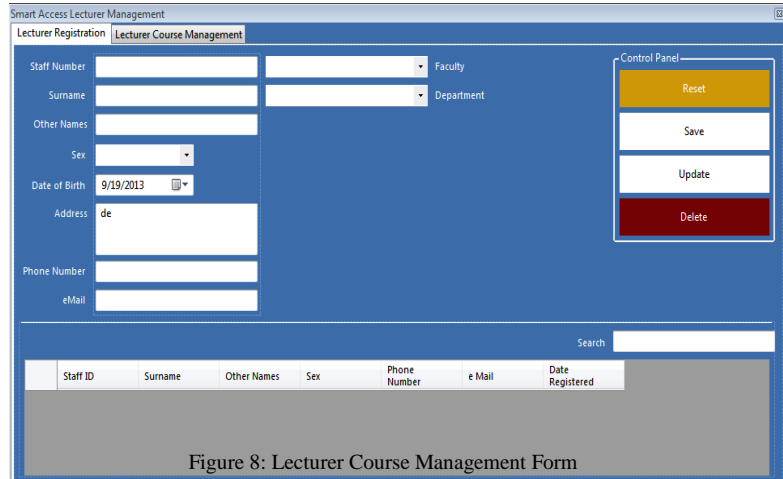 Smart Access Lecturer Management
Lecturer Registration Lecturer Course Management
Staff Number Faculty
Surname Department
Other Names
Sex
Date of Birth 9/19/2013
Address de
Phone Number
eMail
Control Panel
Reset
Save
Update
Delete
Search
Staff ID Surname Other Names Sex Phone Number e Mail Date Registered
Figure 8: Lecturer Course Management Form